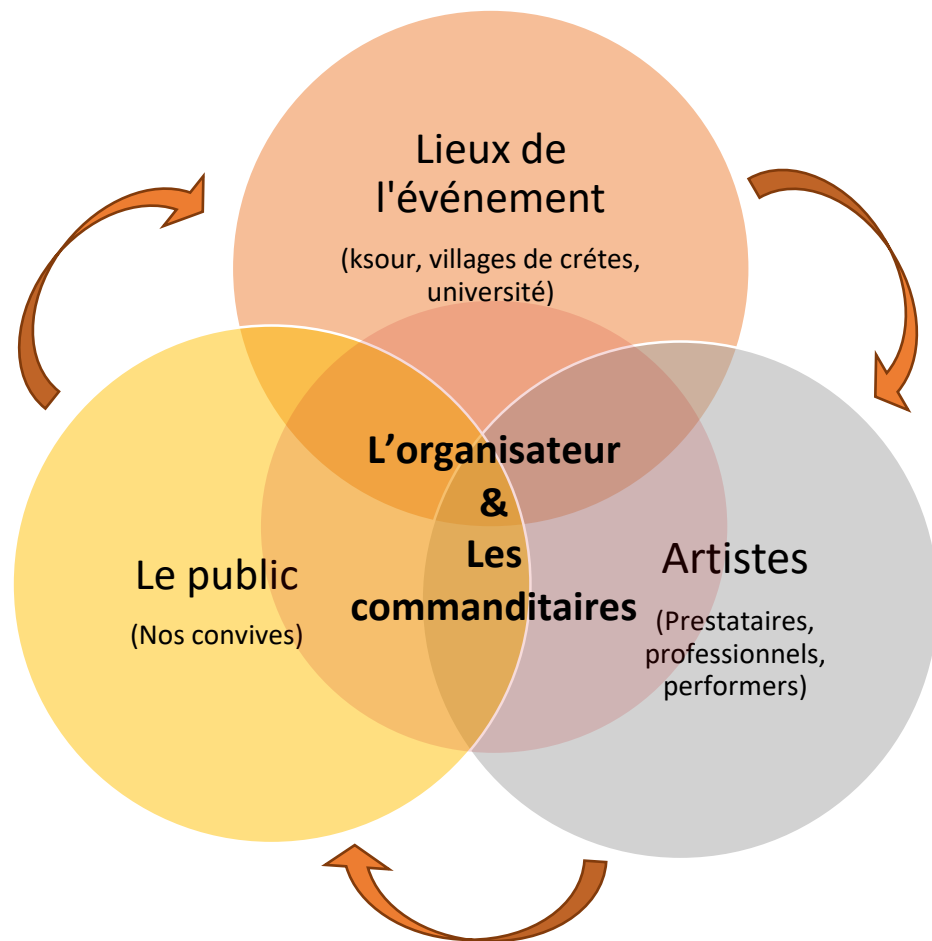 Lieux de
l'événement
(ksour, villages de crétes,
université)
L’organisateur
&
Les
commanditaires
Le public
(Nos convives)
Artistes
(Prestataires,
professionnels,
performers)